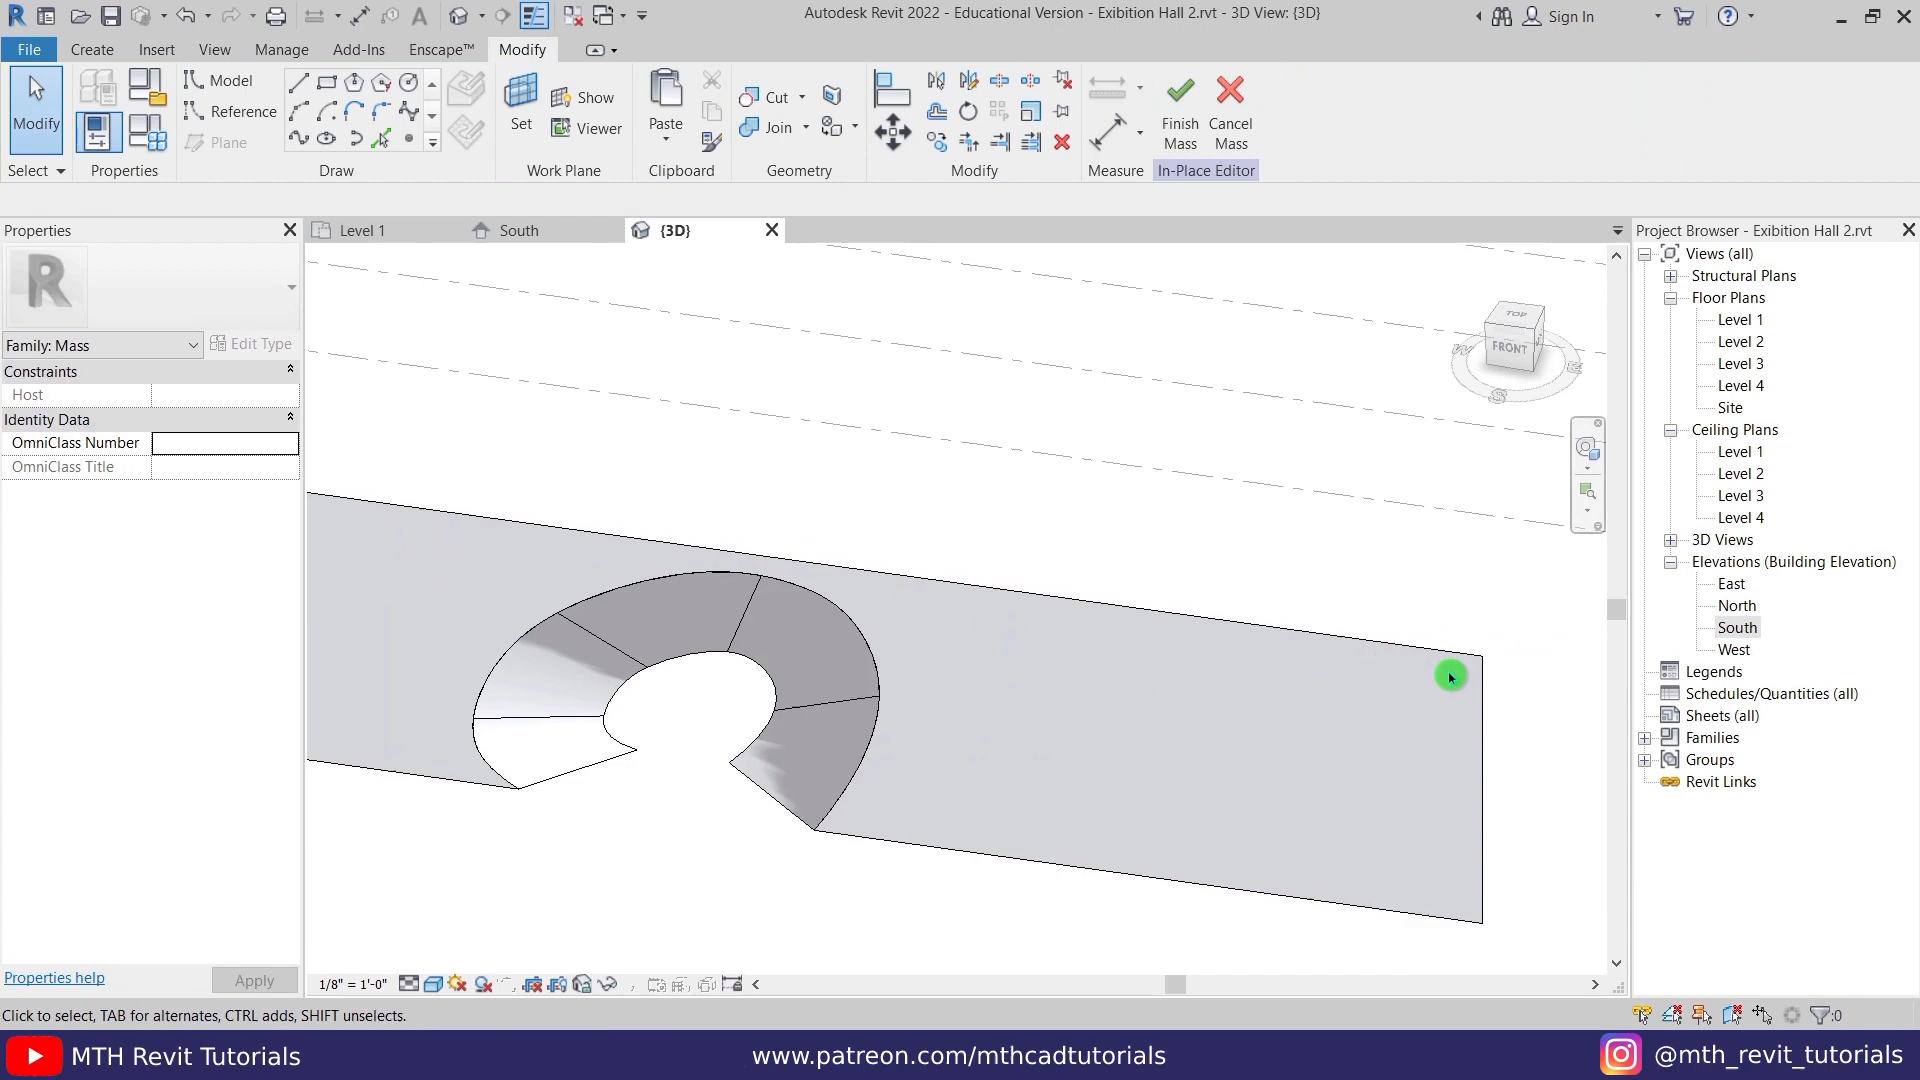 Autodesk Revit 2022 - Educational Version - Exibition Hall 2.rvt - 3D View: {3D}
Sign In
File Create Insert View Manage Add-Ins Enscape™ Modify
Modify
Select
Properties
Model
Reference
Plane
Draw
Set
Show
Viewer
Work Plane
Paste
Clipboard
Cut
Join
Geometry
Modify
Measure
Finish Mass
Cancel Mass
In-Place Editor
Properties
Level 1
South
{3D}
Project Browser - Exibition Hall 2.rvt
R
Family: Mass
Edit Type
Constraints
Host
Identity Data
OmniClass Number
OmniClass Title
Properties help
Apply
TOP
FRONT
W
E
S
Views (all)
Structural Plans
Floor Plans
Level 1
Level 2
Level 3
Level 4
Site
Ceiling Plans
Level 1
Level 2
Level 3
Level 4
3D Views
Elevations (Building Elevation)
East
North
South
West
Legends
Schedules/Quantities (all)
Sheets (all)
Families
Groups
Revit Links
1/8" = 1'-0"
Click to select, TAB for alternates, CTRL adds, SHIFT unselects.
:0
MTH Revit Tutorials
www.patreon.com/mthcadtutorials
@mth_revit_tutorials